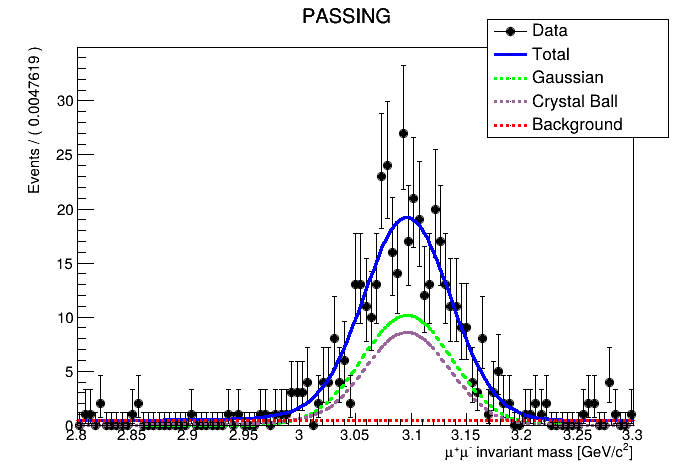 PASSING
Data
Total
Gaussian
Crystal Ball
Background
Events / ( 0.0047619 )
30
25
20
15
10
5
0
2.8 2.85 2.9 2.95 3 3.05 3.1 3.15 3.2 3.25 3.3
μ⁺μ⁻ invariant mass [GeV/c²]